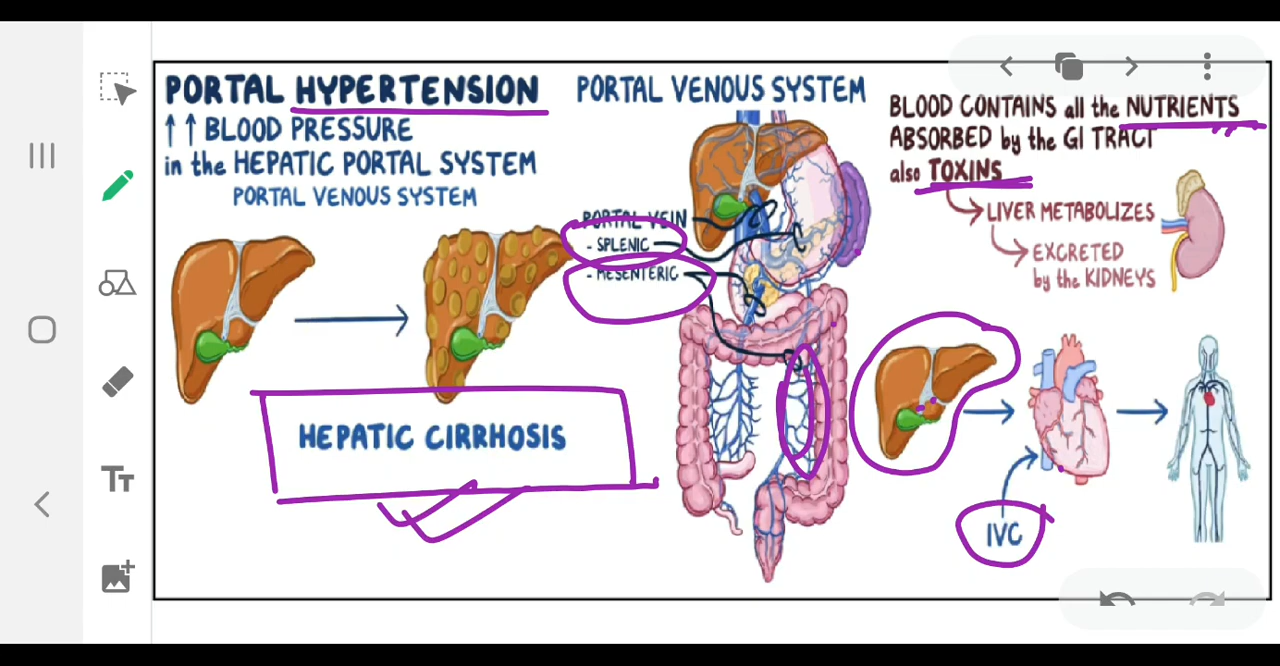 PORTAL HYPERTENSION
↑↑ BLOOD PRESSURE
in the HEPATIC PORTAL SYSTEM
PORTAL VENOUS SYSTEM
HEPATIC CIRRHOSIS
PORTAL VENOUS SYSTEM
PORTAL VEIN
- SPLENIC
- MESENTERIC
BLOOD CONTAINS all the NUTRIENTS
ABSORBED by the GI TRACT
also TOXINS
LIVER METABOLIZES
EXCRETED
by the KIDNEYS
IVC
TT